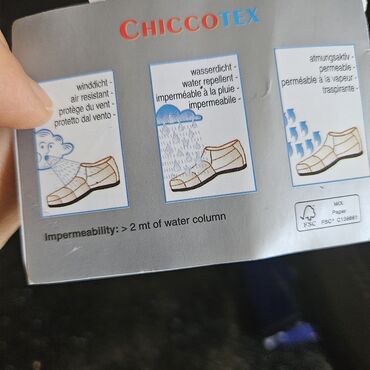 CHICCOTEX
winddicht -
air resistant -
protège du vent -
protetto dal vento -
wasserdicht -
water repellent -
imperméable à la pluie -
impermeabile -
atmungsaktiv -
permeable -
perméable à la vapeur -
traspirante -
Impermeability: > 2 mt of water column
FSC
MIX
Paper